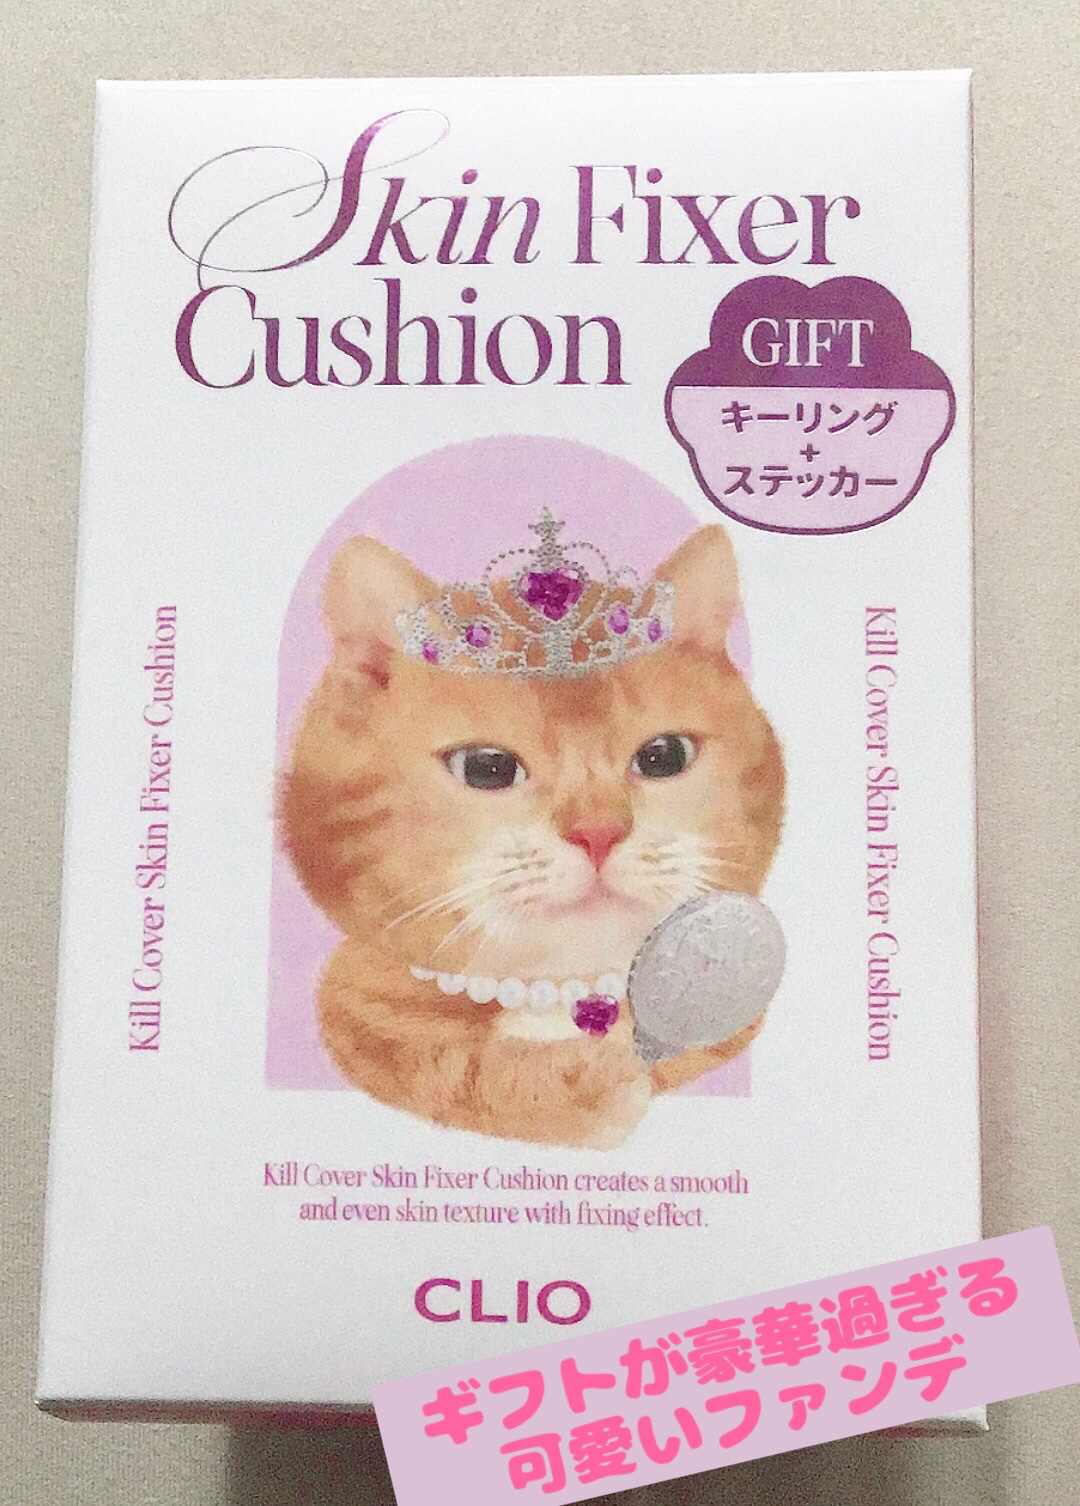 Skin Fixer
Cushion
GIFT
キーリング
+
ステッカー
Kill Cover Skin Fixer Cushion
Kill Cover Skin Fixer Cushion
Kill Cover Skin Fixer Cushion creates a smooth
and even skin texture with fixing effect.
CLIO
ギフトが豪華過ぎる
可愛いファンデ